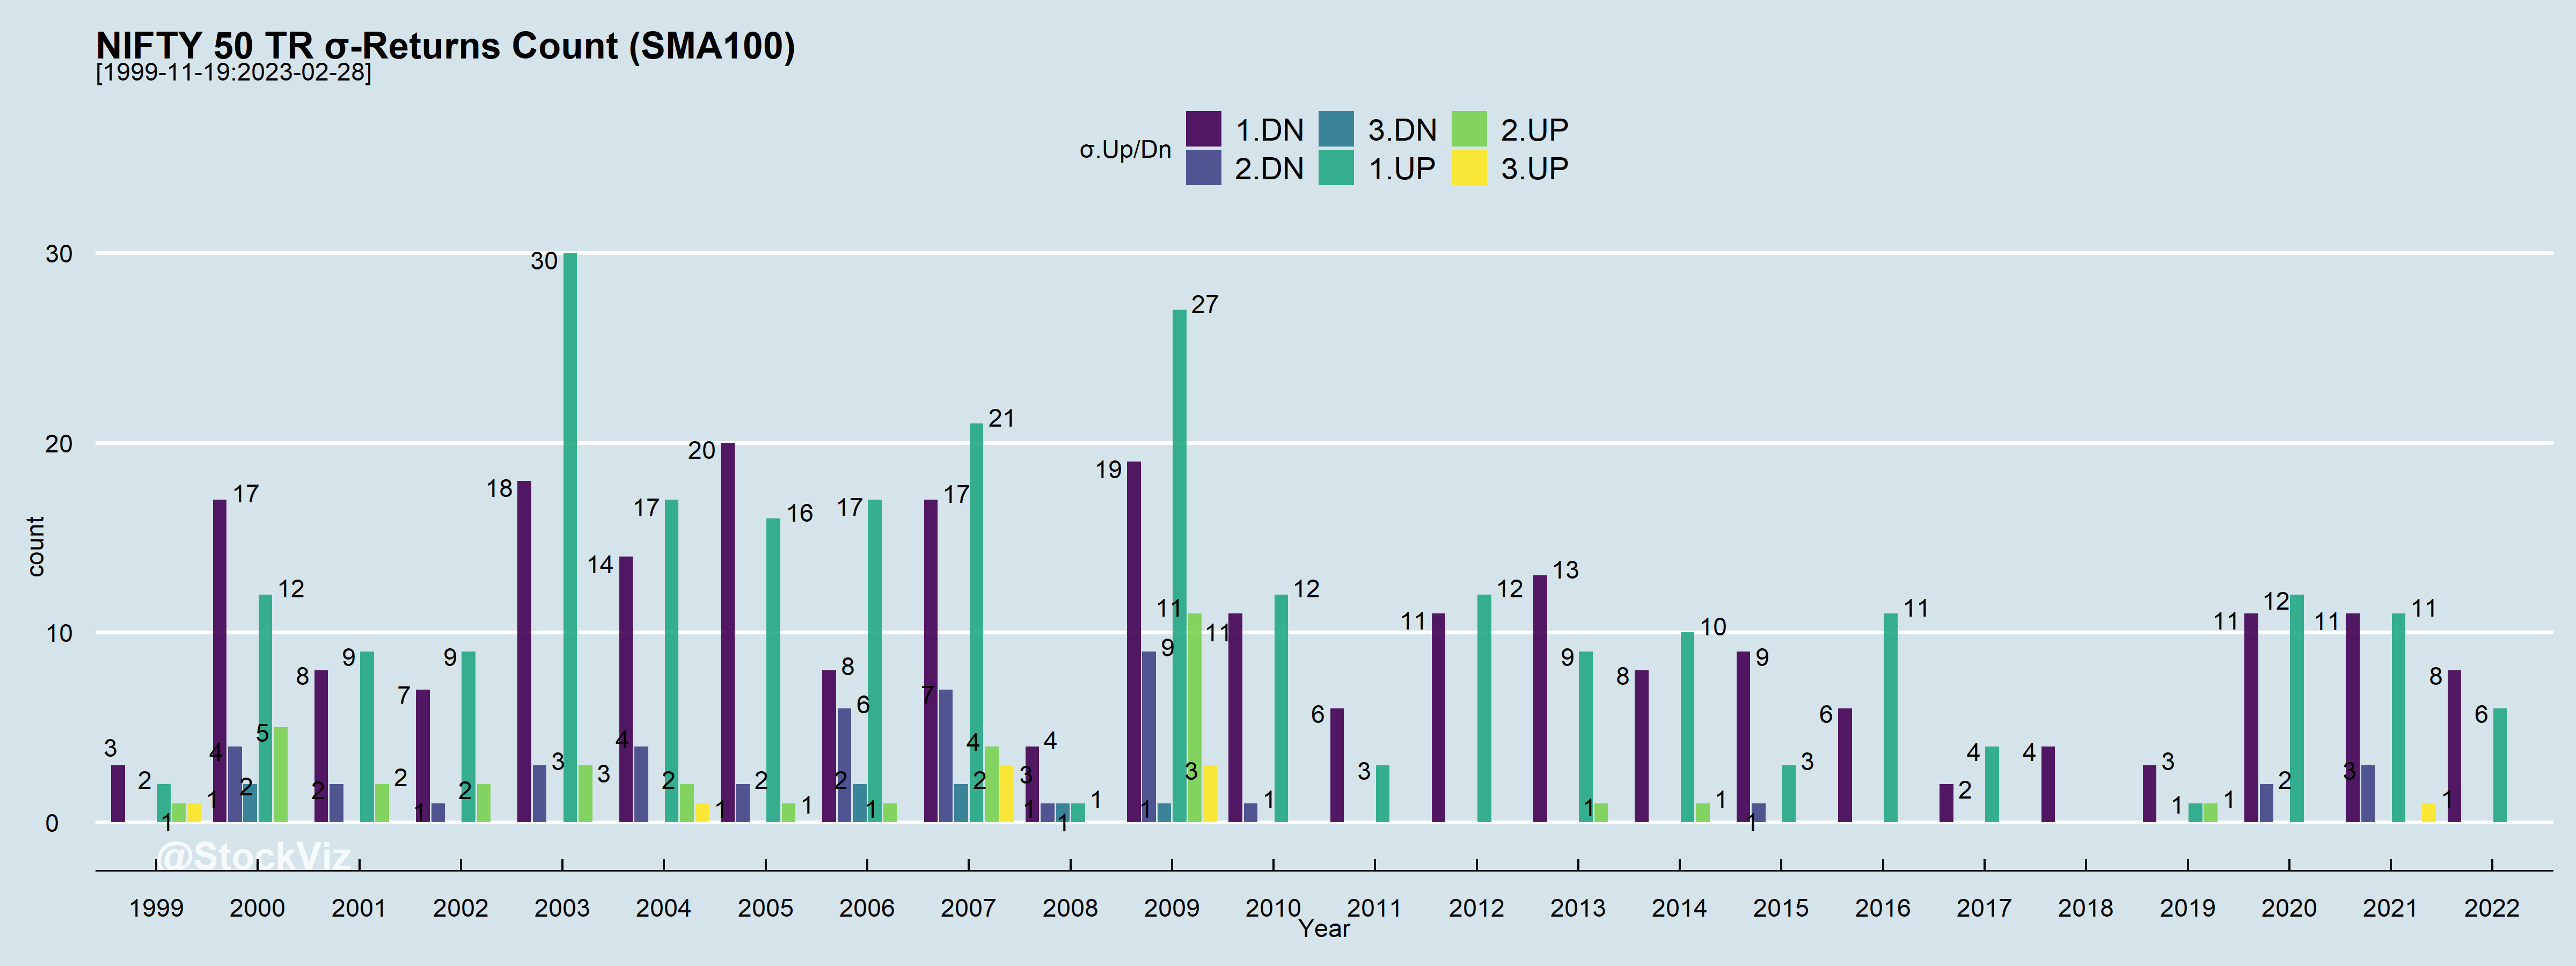 NIFTY 50 TR σ-Returns Count (SMA100)
[1999-11-19:2023-02-28]
σ.Up/Dn
1.DN 3.DN 2.UP
2.DN 1.UP 3.UP
count
30
20
10
0
3 2 1 1
17 4 2 12 5
8 2 9 2
7 1 9 2
18 3 30 3
14 4 17 2 1
20 2 16 1
8 6 2 17 1
17 7 2 21 4 3
4 1 1 1
19 9 1 27 11 3
11 1 12
6 3
11 12
13 9 1
8 10 1
9 1 3
6 11
2 4
4
3 1 1
11 2 12
11 3 11 1
8 6
@StockViz
1999 2000 2001 2002 2003 2004 2005 2006 2007 2008 2009 2010 2011 2012 2013 2014 2015 2016 2017 2018 2019 2020 2021 2022
Year